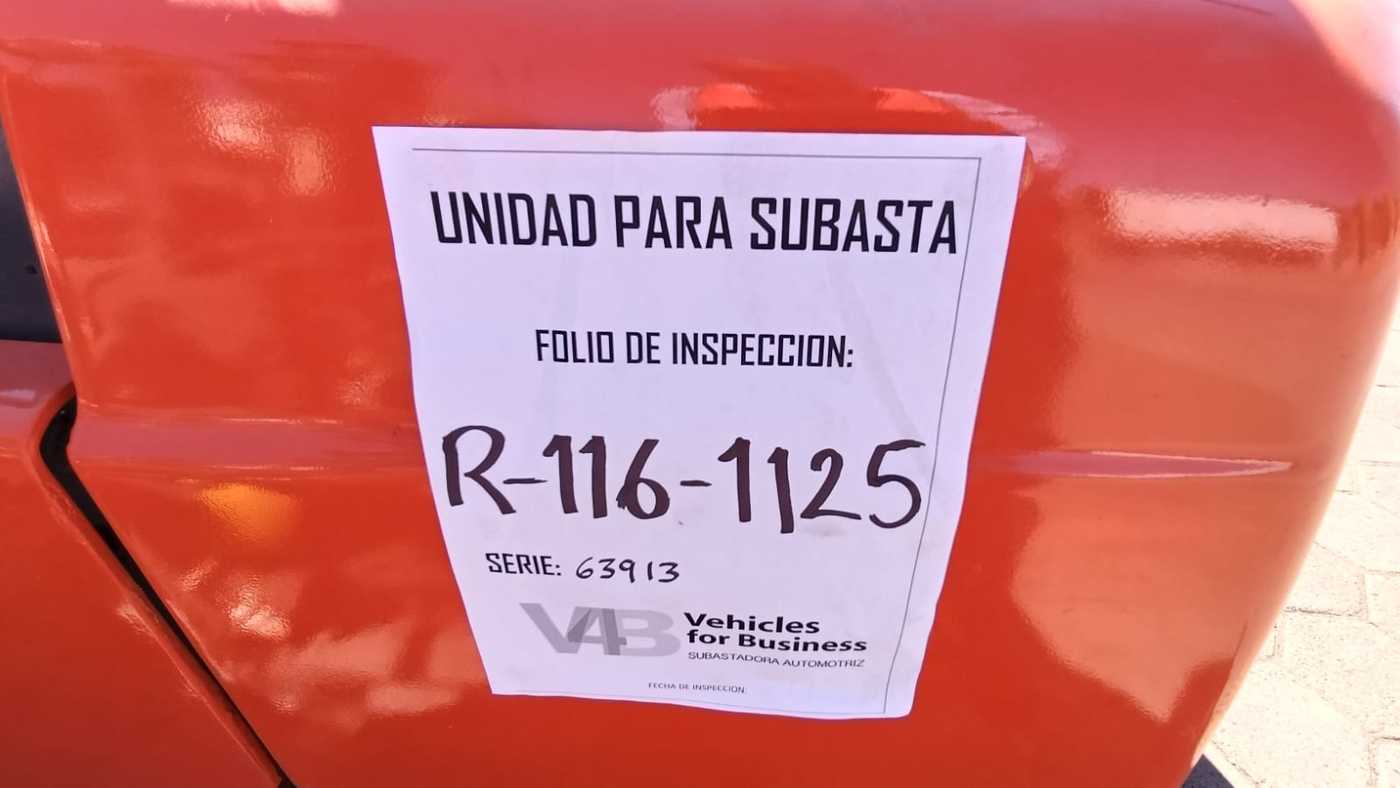 UNIDAD PARA SUBASTA
FOLIO DE INSPECCION:
R-116-1125
SERIE: 63913
V4B
Vehicles
for Business
SUBASTADORA AUTOMOTRIZ
FECHA DE INSPECCION: